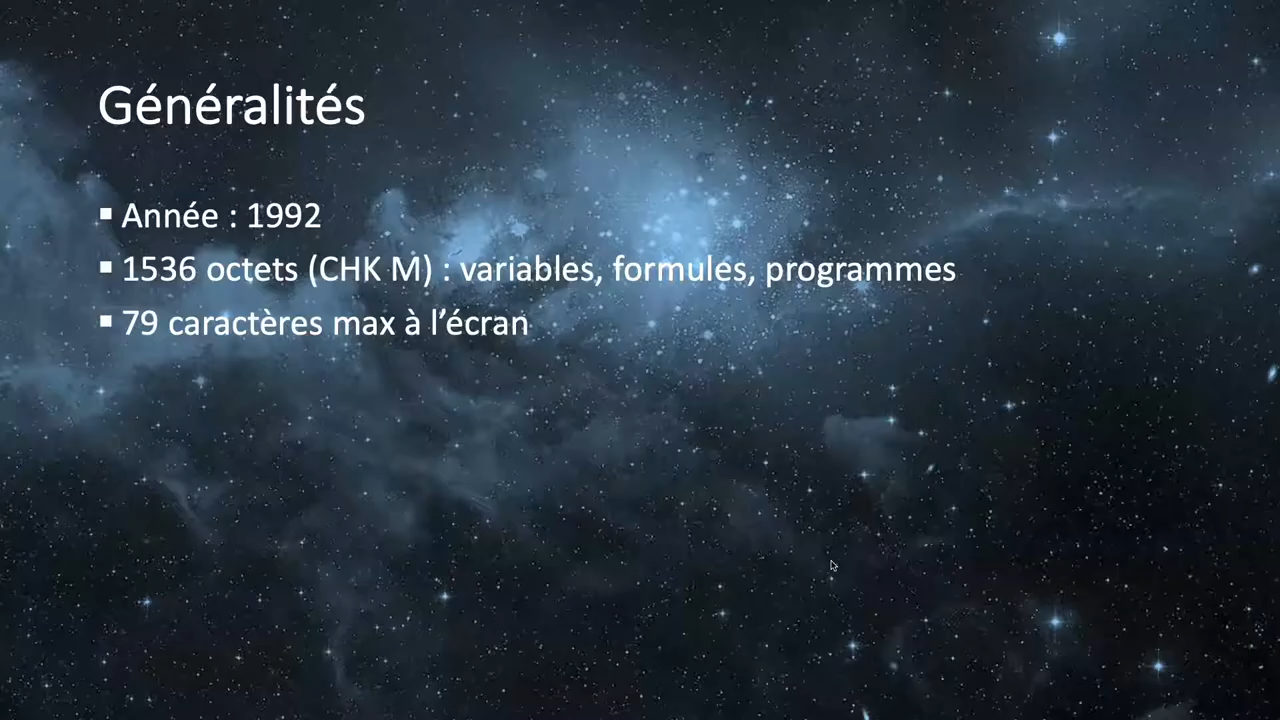 Généralités
▪ Année : 1992
▪ 1536 octets (CHK M) : variables, formules, programmes
▪ 79 caractères max à l’écran